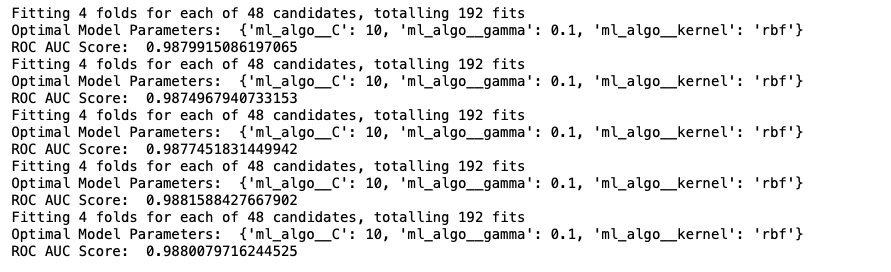 Fitting 4 folds for each of 48 candidates, totalling 192 fits
Optimal Model Parameters:  {'ml_algo__C': 10, 'ml_algo__gamma': 0.1, 'ml_algo__kernel': 'rbf'}
ROC AUC Score:  0.9879915086197065
Fitting 4 folds for each of 48 candidates, totalling 192 fits
Optimal Model Parameters:  {'ml_algo__C': 10, 'ml_algo__gamma': 0.1, 'ml_algo__kernel': 'rbf'}
ROC AUC Score:  0.9874967940733153
Fitting 4 folds for each of 48 candidates, totalling 192 fits
Optimal Model Parameters:  {'ml_algo__C': 10, 'ml_algo__gamma': 0.1, 'ml_algo__kernel': 'rbf'}
ROC AUC Score:  0.9877451831449942
Fitting 4 folds for each of 48 candidates, totalling 192 fits
Optimal Model Parameters:  {'ml_algo__C': 10, 'ml_algo__gamma': 0.1, 'ml_algo__kernel': 'rbf'}
ROC AUC Score:  0.9881588427667902
Fitting 4 folds for each of 48 candidates, totalling 192 fits
Optimal Model Parameters:  {'ml_algo__C': 10, 'ml_algo__gamma': 0.1, 'ml_algo__kernel': 'rbf'}
ROC AUC Score:  0.9880079716244525